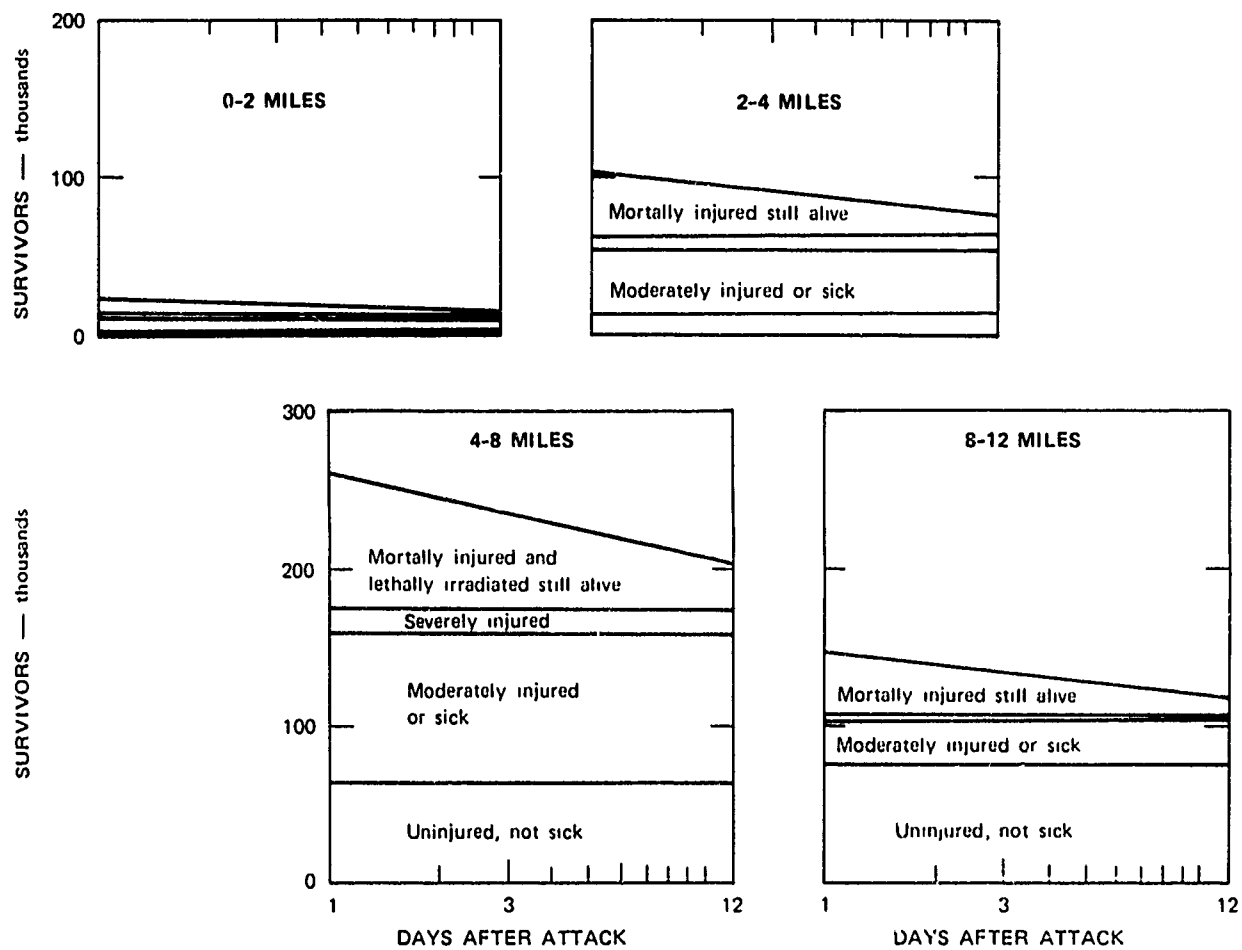 200
100
0
SURVIVORS — thousands
0-2 MILES
2-4 MILES
Mortally injured still alive
Moderately injured or sick
300
200
100
0
SURVIVORS — thousands
4-8 MILES
Mortally injured and
lethally irradiated still alive
Severely injured
Moderately injured
or sick
Uninjured, not sick
1
3
12
DAYS AFTER ATTACK
8-12 MILES
Mortally injured still alive
Moderately injured or sick
Uninjured, not sick
1
3
12
DAYS AFTER ATTACK